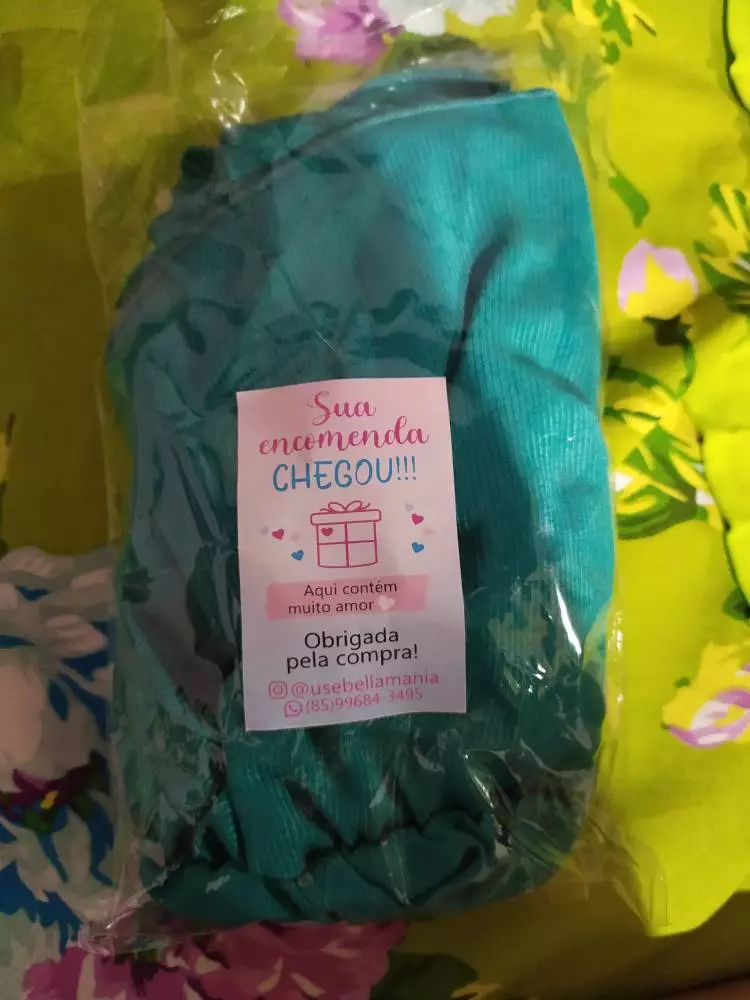 Sua
encomenda
CHEGOU!!!
Aqui contém
muito amor
Obrigada
pela compra!
@usebellamania
(85)99684-3495